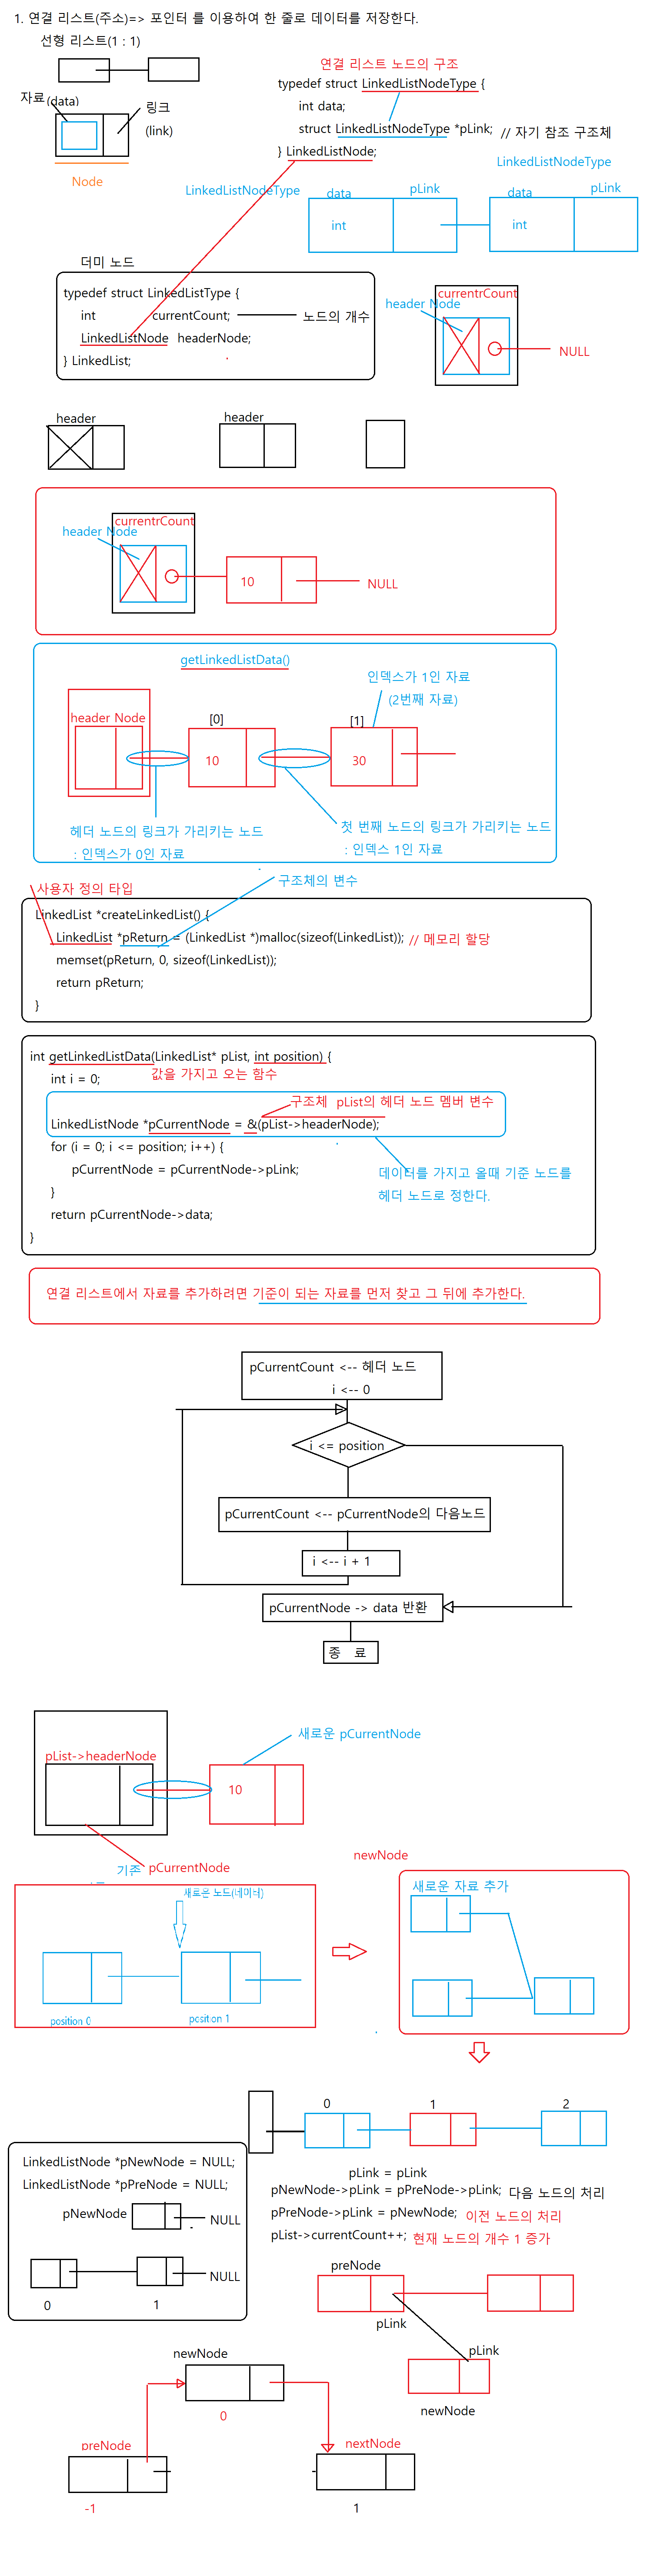 1. 연결 리스트(주소)=> 포인터 를 이용하여 한 줄로 데이터를 저장한다.
선형 리스트(1 : 1)
연결 리스트 노드의 구조
typedef struct LinkedListNodeType {
int data;
struct LinkedListNodeType *pLink; // 자기 참조 구조체
} LinkedListNode;
자료(data)
링크
(link)
Node
LinkedListNodeType
data
pLink
int
LinkedListNodeType
data
pLink
int
더미 노드
typedef struct LinkedListType {
int currentCount; 노드의 개수
LinkedListNode headerNode;
} LinkedList;
currentCount
header Node
NULL
header
header
currentrCount
header Node
10
NULL
getLinkedListData()
인덱스가 1인 자료
(2번째 자료)
header Node
[0]
[1]
10
30
헤더 노드의 링크가 가리키는 노드
: 인덱스가 0인 자료
첫 번째 노드의 링크가 가리키는 노드
: 인덱스 1인 자료
사용자 정의 타입
구조체의 변수
LinkedList *createLinkedList() {
LinkedList *pReturn = (LinkedList *)malloc(sizeof(LinkedList)); // 메모리 할당
memset(pReturn, 0, sizeof(LinkedList));
return pReturn;
}
int getLinkedListData(LinkedList* pList, int position) {
값을 가지고 오는 함수
int i = 0;
구조체 pList의 헤더 노드 멤버 변수
LinkedListNode *pCurrentNode = &(pList->headerNode);
for (i = 0; i <= position; i++) {
pCurrentNode = pCurrentNode->pLink;
}
데이터를 가지고 올때 기준 노드를
헤더 노드로 정한다.
return pCurrentNode->data;
}
연결 리스트에서 자료를 추가하려면 기준이 되는 자료를 먼저 찾고 그 뒤에 추가한다.
pCurrentCount <-- 헤더 노드
i <-- 0
i <= position
pCurrentCount <-- pCurrentNode의 다음노드
i <-- i + 1
pCurrentNode -> data 반환
종 료
새로운 pCurrentNode
pList->headerNode
10
기존 pCurrentNode
newNode
새로운 노드(데이터)
position 0
position 1
새로운 자료 추가
0
1
2
LinkedListNode *pNewNode = NULL;
LinkedListNode *pPreNode = NULL;
pNewNode
NULL
NULL
0
1
pLink = pLink
pNewNode->pLink = pPreNode->pLink; 다음 노드의 처리
pPreNode->pLink = pNewNode; 이전 노드의 처리
pList->currentCount++; 현재 노드의 개수 1 증가
preNode
pLink
pLink
newNode
newNode
0
preNode
nextNode
-1
1